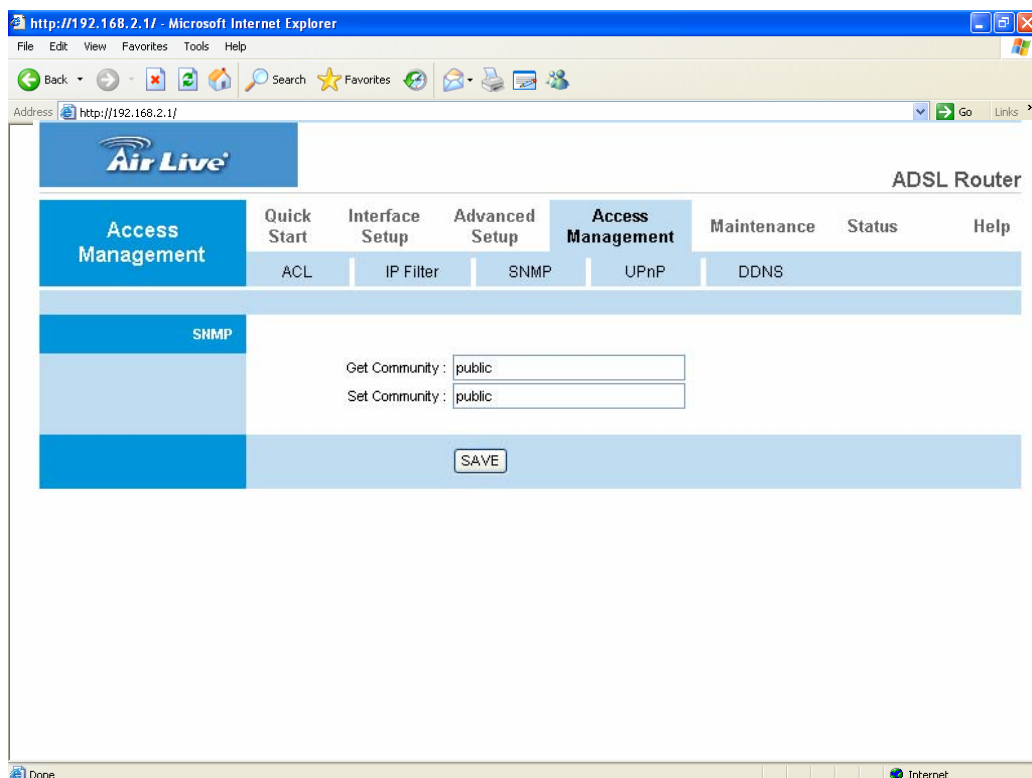 http://192.168.2.1/ - Microsoft Internet Explorer
File Edit View Favorites Tools Help
Back Search Favorites
Address http://192.168.2.1/ Go Links
Air Live
ADSL Router
Access Management
Quick Start
Interface Setup
Advanced Setup
Access Management
Maintenance
Status
Help
ACL IP Filter SNMP UPnP DDNS
SNMP
Get Community : public
Set Community : public
SAVE
Done Internet